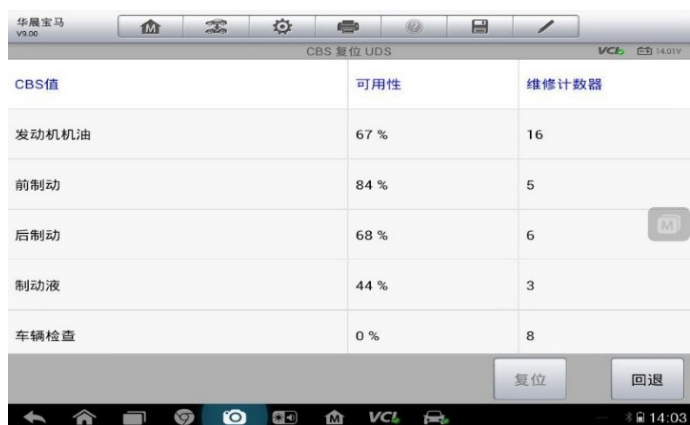 华晨宝马
V9.00
CBS 复位 UDS
VCI 14.01V
CBS值 可用性 维修计数器
发动机机油 67 % 16
前制动 84 % 5
后制动 68 % 6
制动液 44 % 3
车辆检查 0 % 8
复位 回退
VCI 14:03